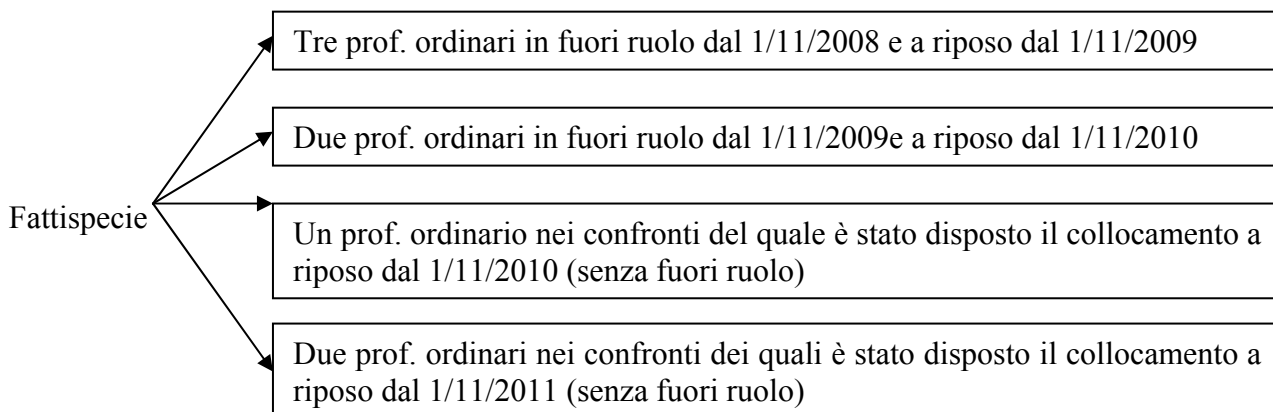 Tre prof. ordinari in fuori ruolo dal 1/11/2008 e a riposo dal 1/11/2009
Due prof. ordinari in fuori ruolo dal 1/11/2009e a riposo dal 1/11/2010
Fattispecie
Un prof. ordinario nei confronti del quale è stato disposto il collocamento a
riposo dal 1/11/2010 (senza fuori ruolo)
Due prof. ordinari nei confronti dei quali è stato disposto il collocamento a
riposo dal 1/11/2011 (senza fuori ruolo)